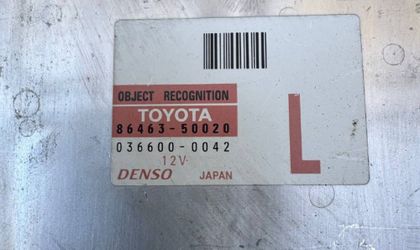 OBJECT RECOGNITION
TOYOTA
86463-50020
036600-0042
12V
DENSO JAPAN
L